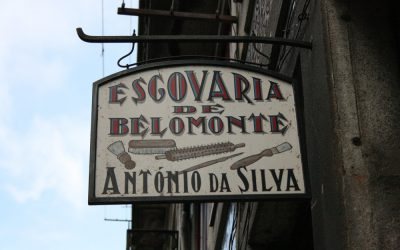 ESCOVARIA
DE
BELOMONTE
ANTÓNIO DA SILVA